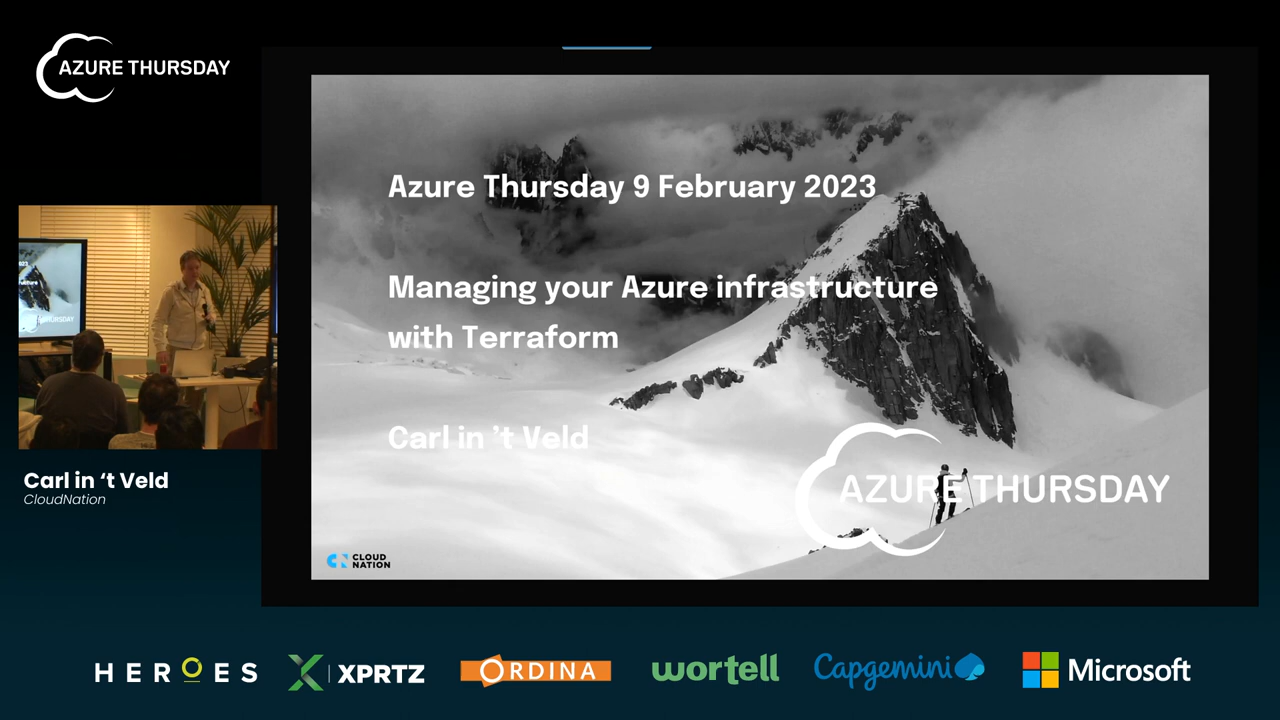 AZURE THURSDAY
Azure Thursday 9 February 2023
Managing your Azure infrastructure
with Terraform
Carl in ’t Veld
AZURE THURSDAY
CLOUD
NATION
Carl in ‘t Veld
CloudNation
HEROES
XPRTZ
ORDINA
wortell
Capgemini
Microsoft